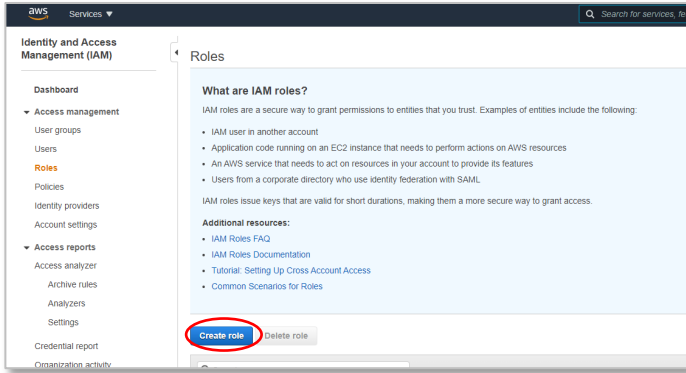 aws Services ▼ Search for services, fe
Identity and Access
Management (IAM)
Dashboard
Access management
User groups
Users
Roles
Policies
Identity providers
Account settings
Access reports
Access analyzer
Archive rules
Analyzers
Settings
Credential report
Organization activity
Roles
What are IAM roles?
IAM roles are a secure way to grant permissions to entities that you trust. Examples of entities include the following:
• IAM user in another account
• Application code running on an EC2 instance that needs to perform actions on AWS resources
• An AWS service that needs to act on resources in your account to provide its features
• Users from a corporate directory who use identity federation with SAML
IAM roles issue keys that are valid for short durations, making them a more secure way to grant access.
Additional resources:
• IAM Roles FAQ
• IAM Roles Documentation
• Tutorial: Setting Up Cross Account Access
• Common Scenarios for Roles
Create role Delete role